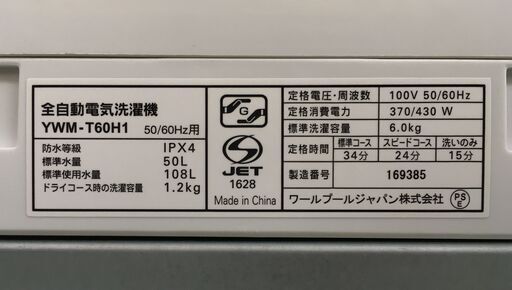 全自動電気洗濯機
YWM-T60H1 50/60Hz用
防水等級 IPX4
標準水量 50L
標準使用水量 108L
ドライコース時の洗濯容量 1.2kg
G
S
JET
1628
Made in China
定格電圧・周波数 100V 50/60Hz
定格消費電力 370/430 W
標準洗濯容量 6.0kg
標準コース スピードコース 洗いのみ
34分 24分 15分
製造番号 169385
ワールプールジャパン株式会社 PS E